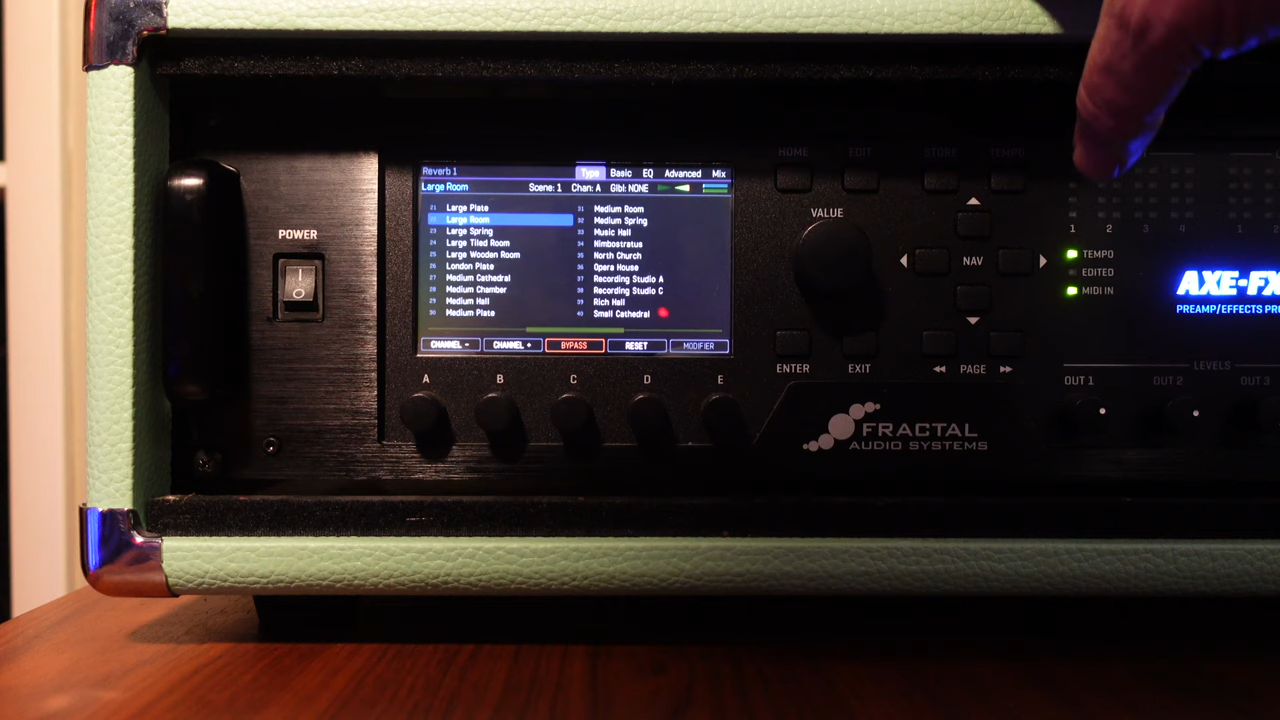 HOME EDIT STORE TEMPO
Reverb 1 Type Basic EQ Advanced Mix
Large Room Scene: 1 Chan: A Glbl: NONE
21 Large Plate 31 Medium Room
22 Large Room 32 Medium Spring
23 Large Spring 33 Music Hall
24 Large Tiled Room 34 Nimbostratus
25 Large Wooden Room 35 North Church
26 London Plate 36 Opera House
27 Medium Cathedral 37 Recording Studio A
28 Medium Chamber 38 Recording Studio C
29 Medium Hall 39 Rich Hall
30 Medium Plate 40 Small Cathedral
CHANNEL - CHANNEL + BYPASS RESET MODIFIER
A B C D E
POWER
I
O
VALUE
NAV
ENTER EXIT PAGE
1 2 3 4 1 2
TEMPO
EDITED
MIDI IN
AXE-FX
PREAMP/EFFECTS PRO
LEVELS
OUT 1 OUT 2 OUT 3
FRACTAL
AUDIO SYSTEMS